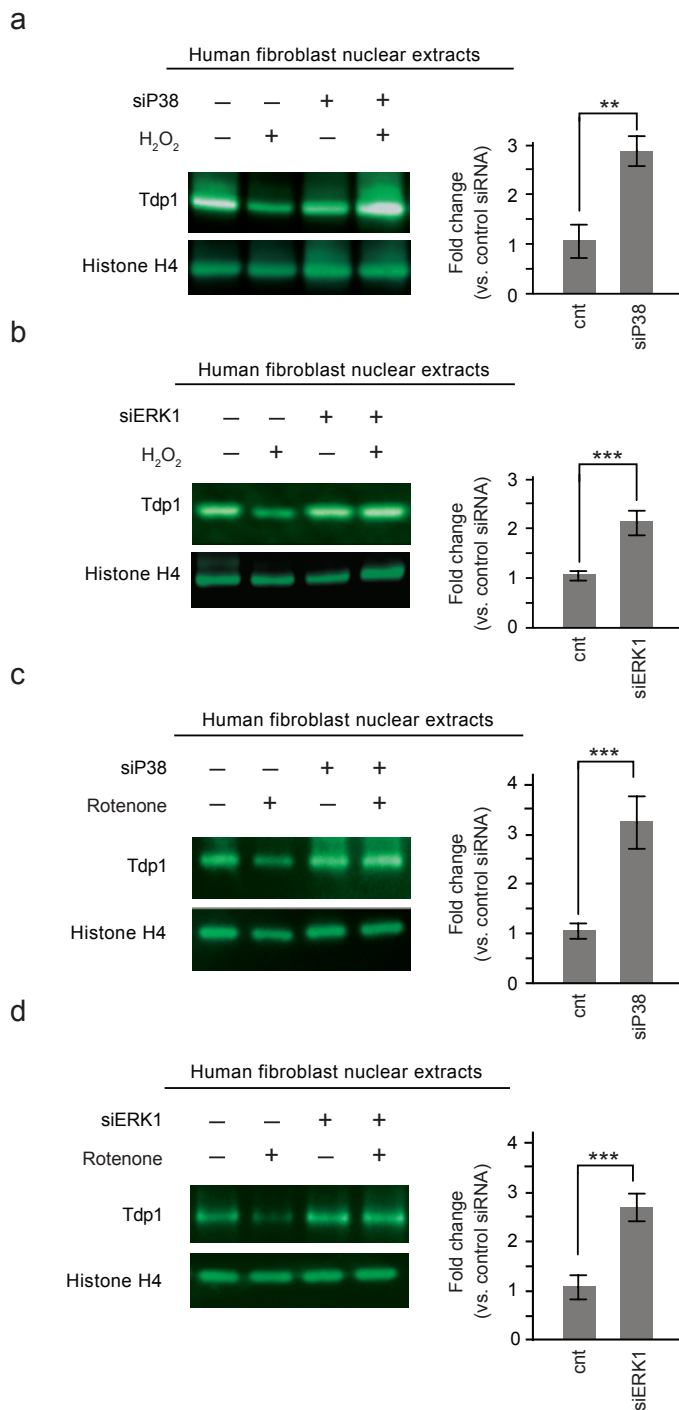 a
Human fibroblast nuclear extracts
siP38 – – + +
H₂O₂ – + – +
Tdp1
Histone H4
Fold change
(vs. control siRNA)
3
2
1
0
**
cnt
siP38
b
Human fibroblast nuclear extracts
siERK1 – – + +
H₂O₂ – + – +
Tdp1
Histone H4
Fold change
(vs. control siRNA)
3
2
1
0
***
cnt
siERK1
c
Human fibroblast nuclear extracts
siP38 – – + +
Rotenone – + – +
Tdp1
Histone H4
Fold change
(vs. control siRNA)
4
3
2
1
0
***
cnt
siP38
d
Human fibroblast nuclear extracts
siERK1 – – + +
Rotenone – + – +
Tdp1
Histone H4
Fold change
(vs. control siRNA)
4
3
2
1
0
***
cnt
siERK1